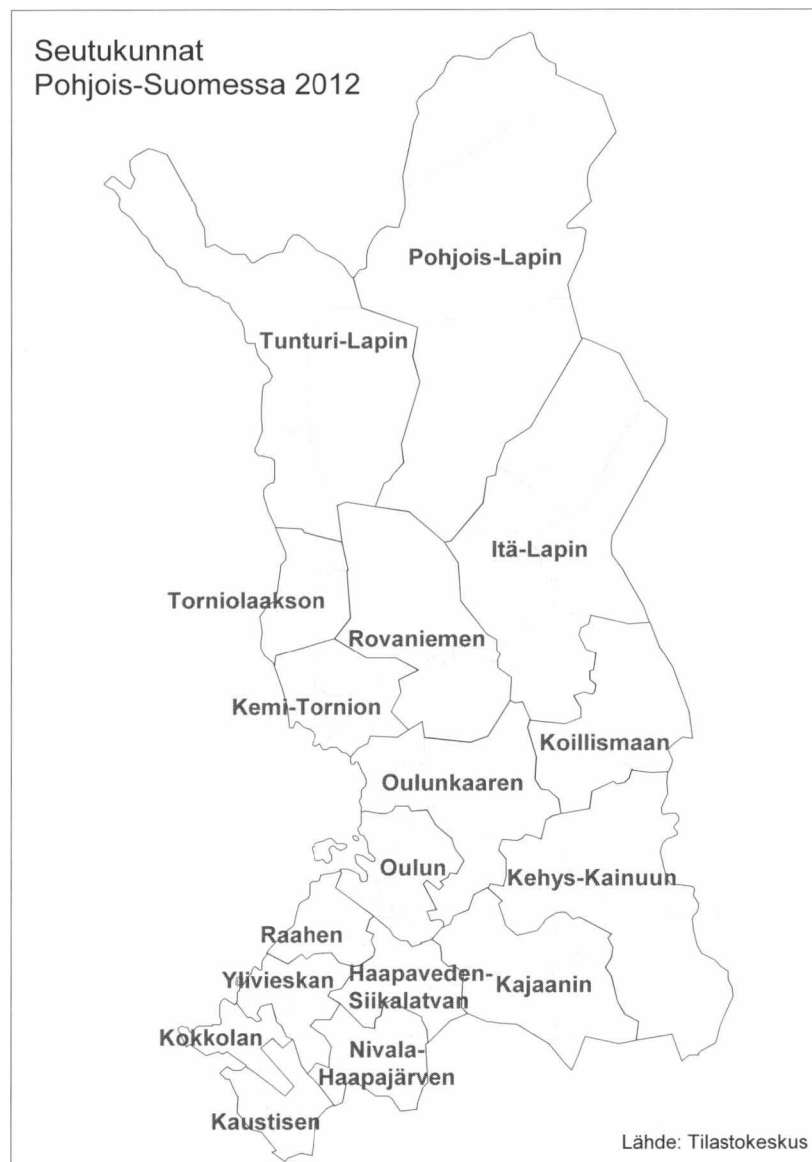 Seutukunnat
Pohjois-Suomessa 2012
Pohjois-Lapin
Tunturi-Lapin
Itä-Lapin
Torniolaakson
Rovaniemen
Kemi-Tornion
Koillismaan
Oulunkaaren
Oulun
Kehys-Kainuun
Raahen
Ylivieskan
Haapaveden-
Siikalatvan
Kajaanin
Kokkolan
Nivala-
Haapajärven
Kaustisen
Lähde: Tilastokeskus